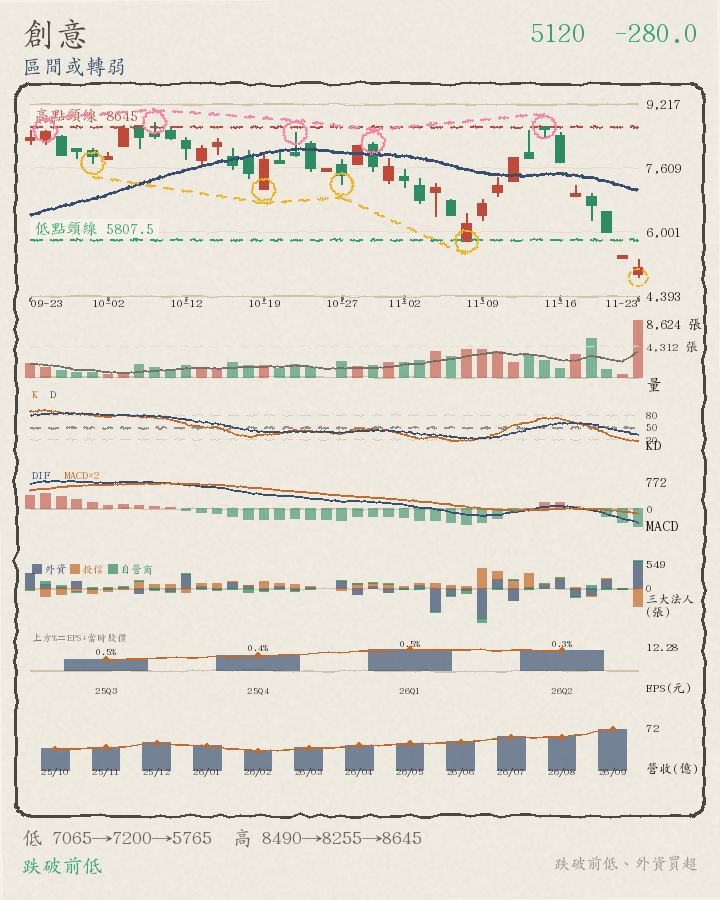 創意
5120 -280.0
區間或轉弱
高點頸線 8645
9,217
7,609
低點頸線 5807.5
6,001
4,393
09-23 10-02 10-12 10-19 10-27 11-02 11-09 11-16 11-23
8,624 張
4,312 張
量
K D
80
50
20
KD
DIF MACD×2
772
0
MACD
外資 投信 自營商
549
0
三大法人
(張)
上方%=EPS÷當時股價
0.5% 0.4% 0.5% 0.3%
12.28
25Q3 25Q4 26Q1 26Q2
EPS(元)
72
25/10 25/11 25/12 26/01 26/02 26/03 26/04 26/05 26/06 26/07 26/08 26/09
營收(億)
低 7065→7200→5765 高 8490→8255→8645
跌破前低
跌破前低、外資買超